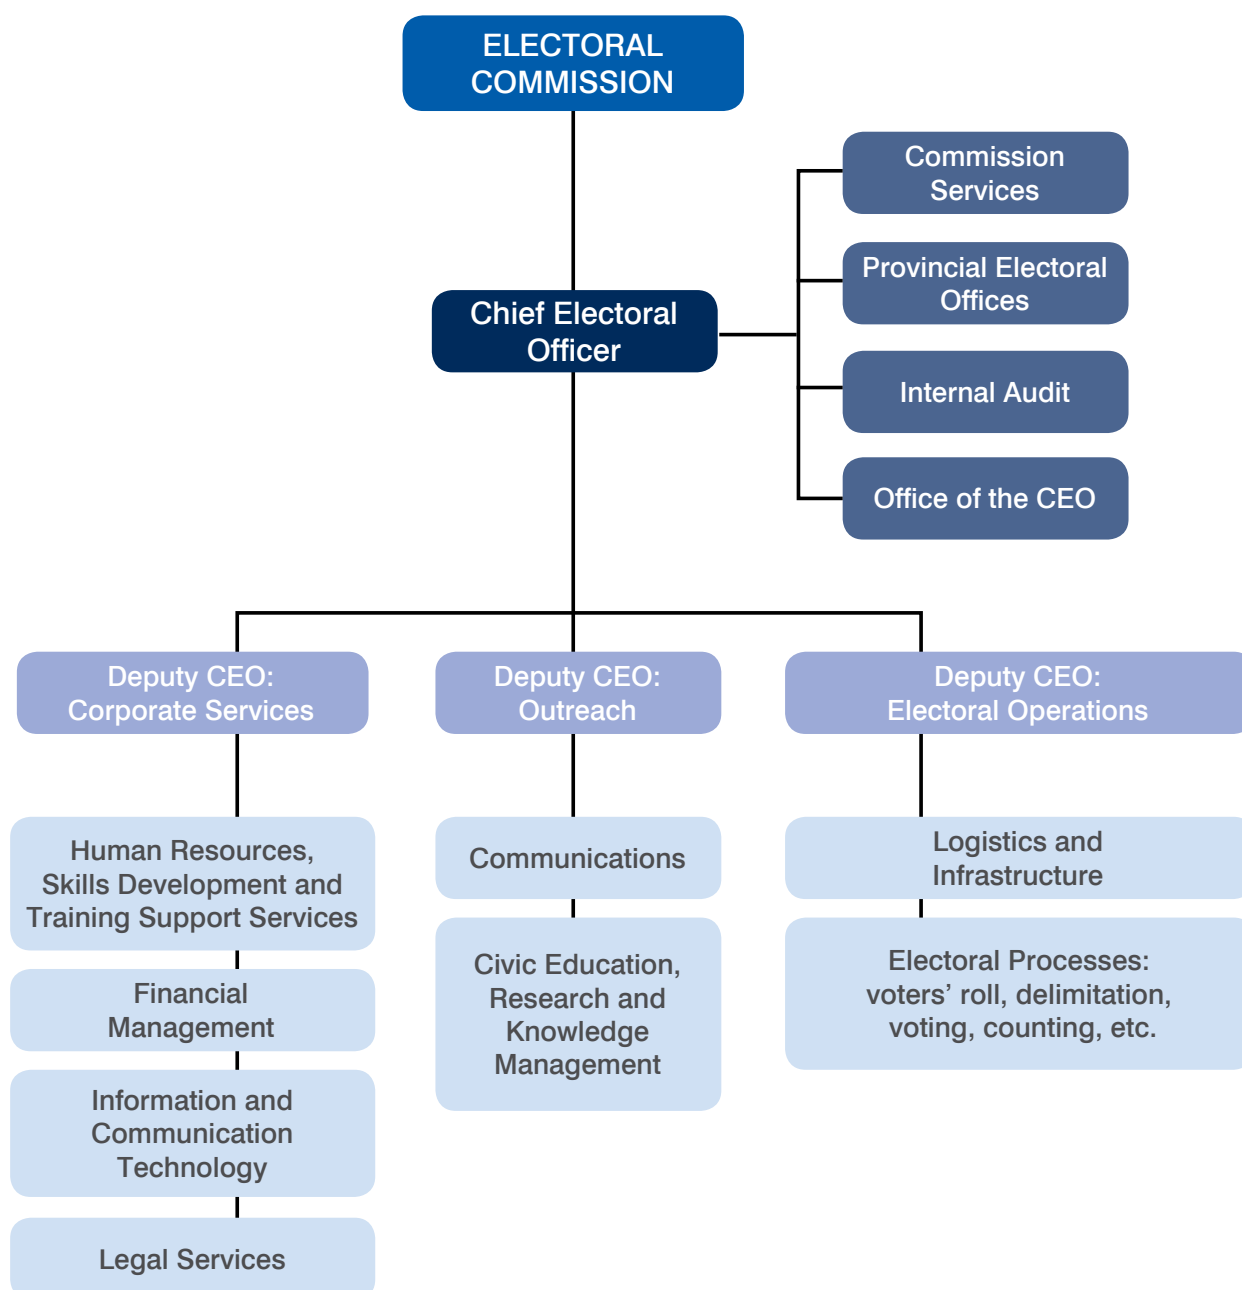 ELECTORAL
COMMISSION
Commission
Services
Provincial Electoral
Offices
Chief Electoral
Officer
Internal Audit
Office of the CEO
Deputy CEO:
Corporate Services
Deputy CEO:
Outreach
Deputy CEO:
Electoral Operations
Human Resources,
Skills Development and
Training Support Services
Financial
Management
Information and
Communication
Technology
Legal Services
Communications
Civic Education,
Research and
Knowledge
Management
Logistics and
Infrastructure
Electoral Processes:
voters’ roll, delimitation,
voting, counting, etc.